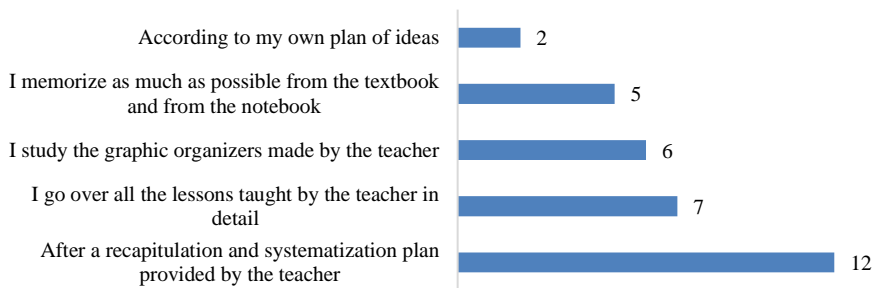 According to my own plan of ideas
2
I memorize as much as possible from the textbook
and from the notebook
5
I study the graphic organizers made by the teacher
6
I go over all the lessons taught by the teacher in
detail
7
After a recapitulation and systematization plan
provided by the teacher
12